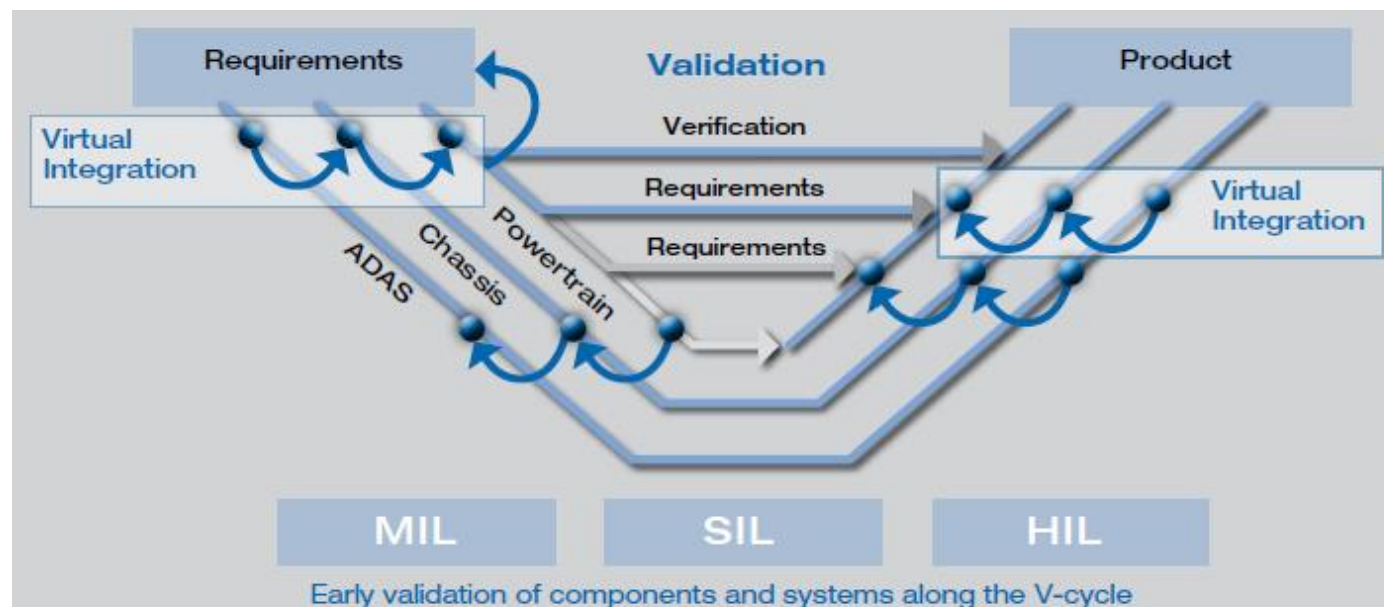 Requirements
Validation
Product
Verification
Virtual
Integration
Requirements
Virtual
Integration
Requirements
Powertrain
Chassis
ADAS
MIL
SIL
HIL
Early validation of components and systems along the V-cycle